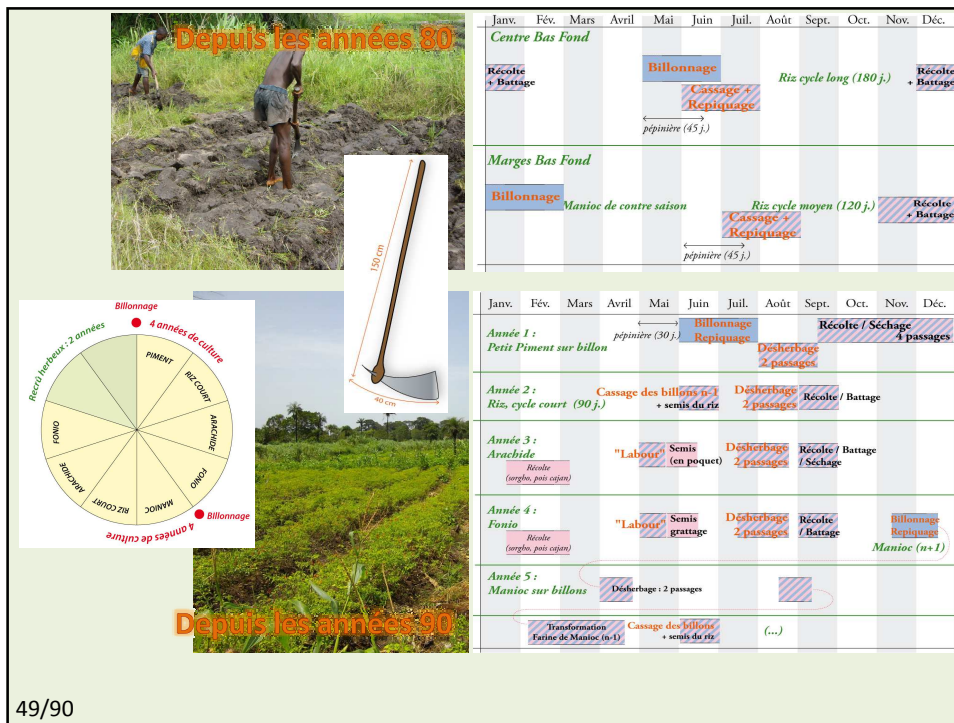 Depuis les années 80
Janv. Fév. Mars Avril Mai Juin Juil. Août Sept. Oct. Nov. Déc.
Centre Bas Fond
Récolte
+ Battage
Billonnage
Cassage +
Repiquage
Riz cycle long (180 j.)
Récolte
+ Battage
pépinière (45 j.)
Marges Bas Fond
Billonnage
Manioc de contre saison
Cassage +
Repiquage
Riz cycle moyen (120 j.)
Récolte
+ Battage
pépinière (45 j.)
150 cm
40 cm
BIllonnage
4 années de culture
Recrû herbeux : 2 années
PIMENT
RIZ COURT
ARACHIDE
FONIO
MANIOC
RIZ COURT
ARACHIDE
FONIO
BIllonnage
4 années de culture
Depuis les années 90
Janv. Fév. Mars Avril Mai Juin Juil. Août Sept. Oct. Nov. Déc.
Année 1 :
Petit Piment sur billon
pépinière (30 j.)
Billonnage
Repiquage
Désherbage
2 passages
Récolte / Séchage
4 passages
Année 2 :
Riz, cycle court (90 j.)
Cassage des billons n-1
+ semis du riz
Désherbage
2 passages
Récolte / Battage
Année 3 :
Arachide
Récolte
(sorgho, pois cajan)
"Labour"
Semis
(en poquet)
Désherbage
2 passages
Récolte / Battage
/ Séchage
Année 4 :
Fonio
Récolte
(sorgho, pois cajan)
"Labour"
Semis
grattage
Désherbage
2 passages
Récolte
/ Battage
Billonnage
Repiquage
Manioc (n+1)
Année 5 :
Manioc sur billons
Désherbage : 2 passages
Transformation
Farine de Manioc (n-1)
Cassage des billons
+ semis du riz
(...)
49/90